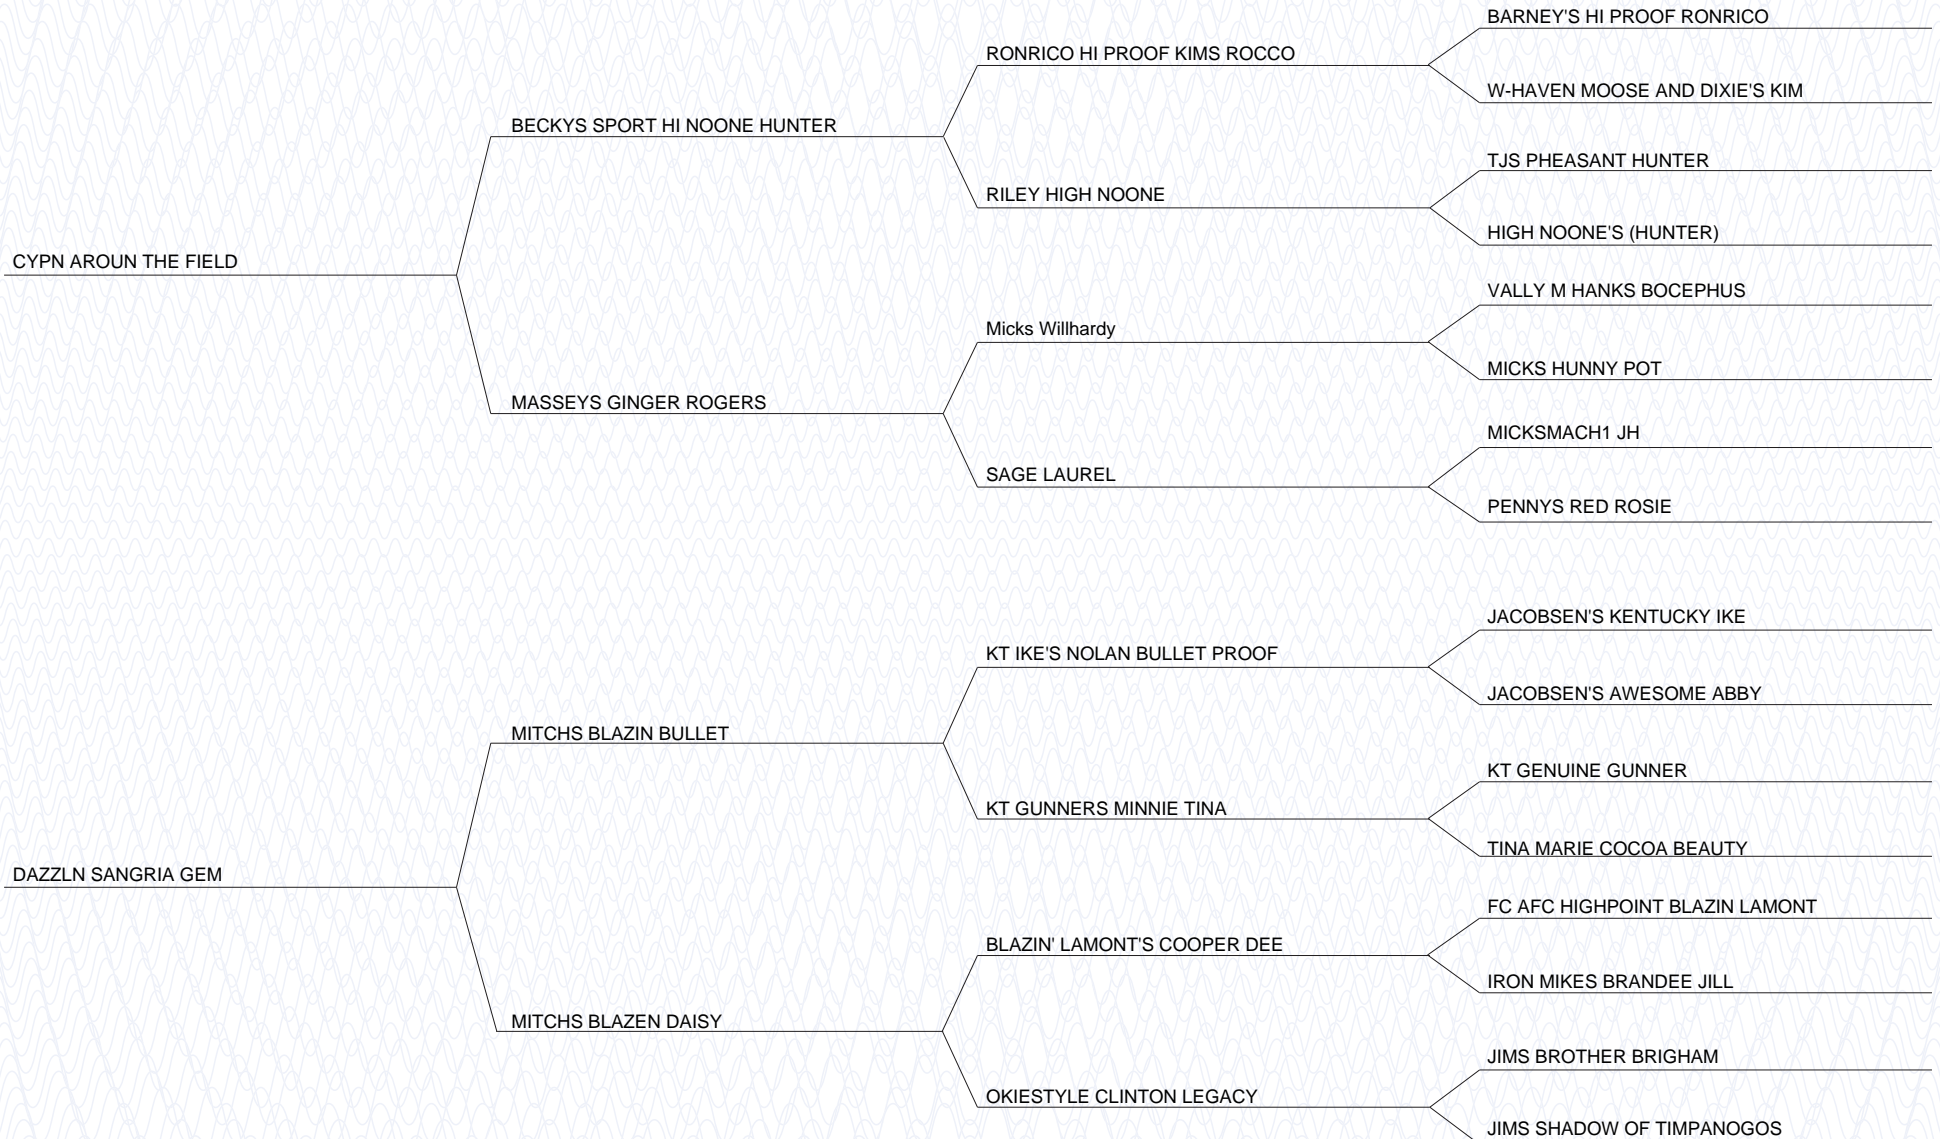 BARNEY'S HI PROOF RONRICO
RONRICO HI PROOF KIMS ROCCO
W-HAVEN MOOSE AND DIXIE'S KIM
BECKYS SPORT HI NOONE HUNTER
TJS PHEASANT HUNTER
RILEY HIGH NOONE
HIGH NOONE'S (HUNTER)
CYPN AROUN THE FIELD
VALLY M HANKS BOCEPHUS
Micks Willhardy
MICKS HUNNY POT
MASSEYS GINGER ROGERS
MICKSMACH1 JH
SAGE LAUREL
PENNYS RED ROSIE
JACOBSEN'S KENTUCKY IKE
KT IKE'S NOLAN BULLET PROOF
JACOBSEN'S AWESOME ABBY
MITCHS BLAZIN BULLET
KT GENUINE GUNNER
KT GUNNERS MINNIE TINA
TINA MARIE COCOA BEAUTY
DAZZLN SANGRIA GEM
FC AFC HIGHPOINT BLAZIN LAMONT
BLAZIN' LAMONT'S COOPER DEE
IRON MIKES BRANDEE JILL
MITCHS BLAZEN DAISY
JIMS BROTHER BRIGHAM
OKIESTYLE CLINTON LEGACY
JIMS SHADOW OF TIMPANOGOS